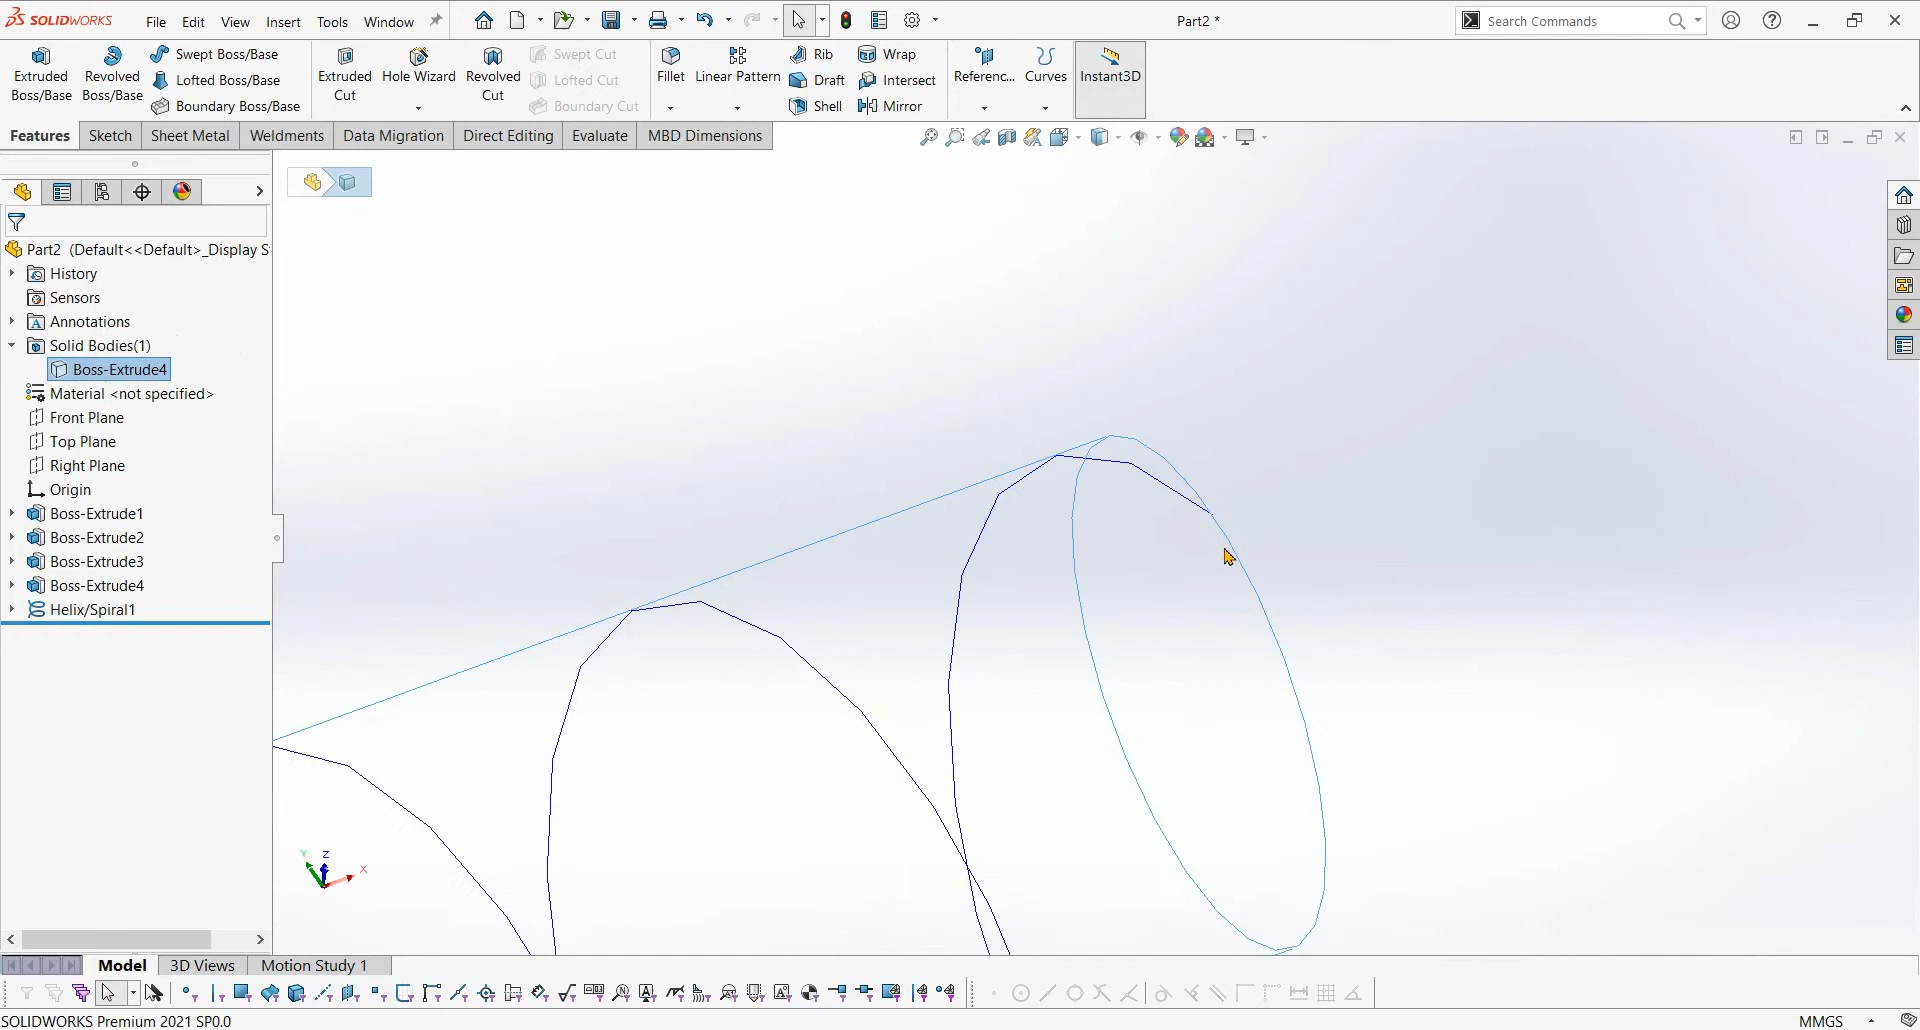 SOLIDWORKS File Edit View Insert Tools Window Part2 * Search Commands
Extruded Boss/Base
Revolved Boss/Base
Swept Boss/Base
Lofted Boss/Base
Boundary Boss/Base
Extruded Cut
Hole Wizard
Revolved Cut
Swept Cut
Lofted Cut
Boundary Cut
Fillet
Linear Pattern
Rib
Draft
Shell
Wrap
Intersect
Mirror
Referenc...
Curves
Instant3D
Features Sketch Sheet Metal Weldments Data Migration Direct Editing Evaluate MBD Dimensions
Part2 (Default<<Default>_Display S
History
Sensors
Annotations
Solid Bodies(1)
Boss-Extrude4
Material <not specified>
Front Plane
Top Plane
Right Plane
Origin
Boss-Extrude1
Boss-Extrude2
Boss-Extrude3
Boss-Extrude4
Helix/Spiral1
Y Z X
Model 3D Views Motion Study 1
SOLIDWORKS Premium 2021 SP0.0 MMGS